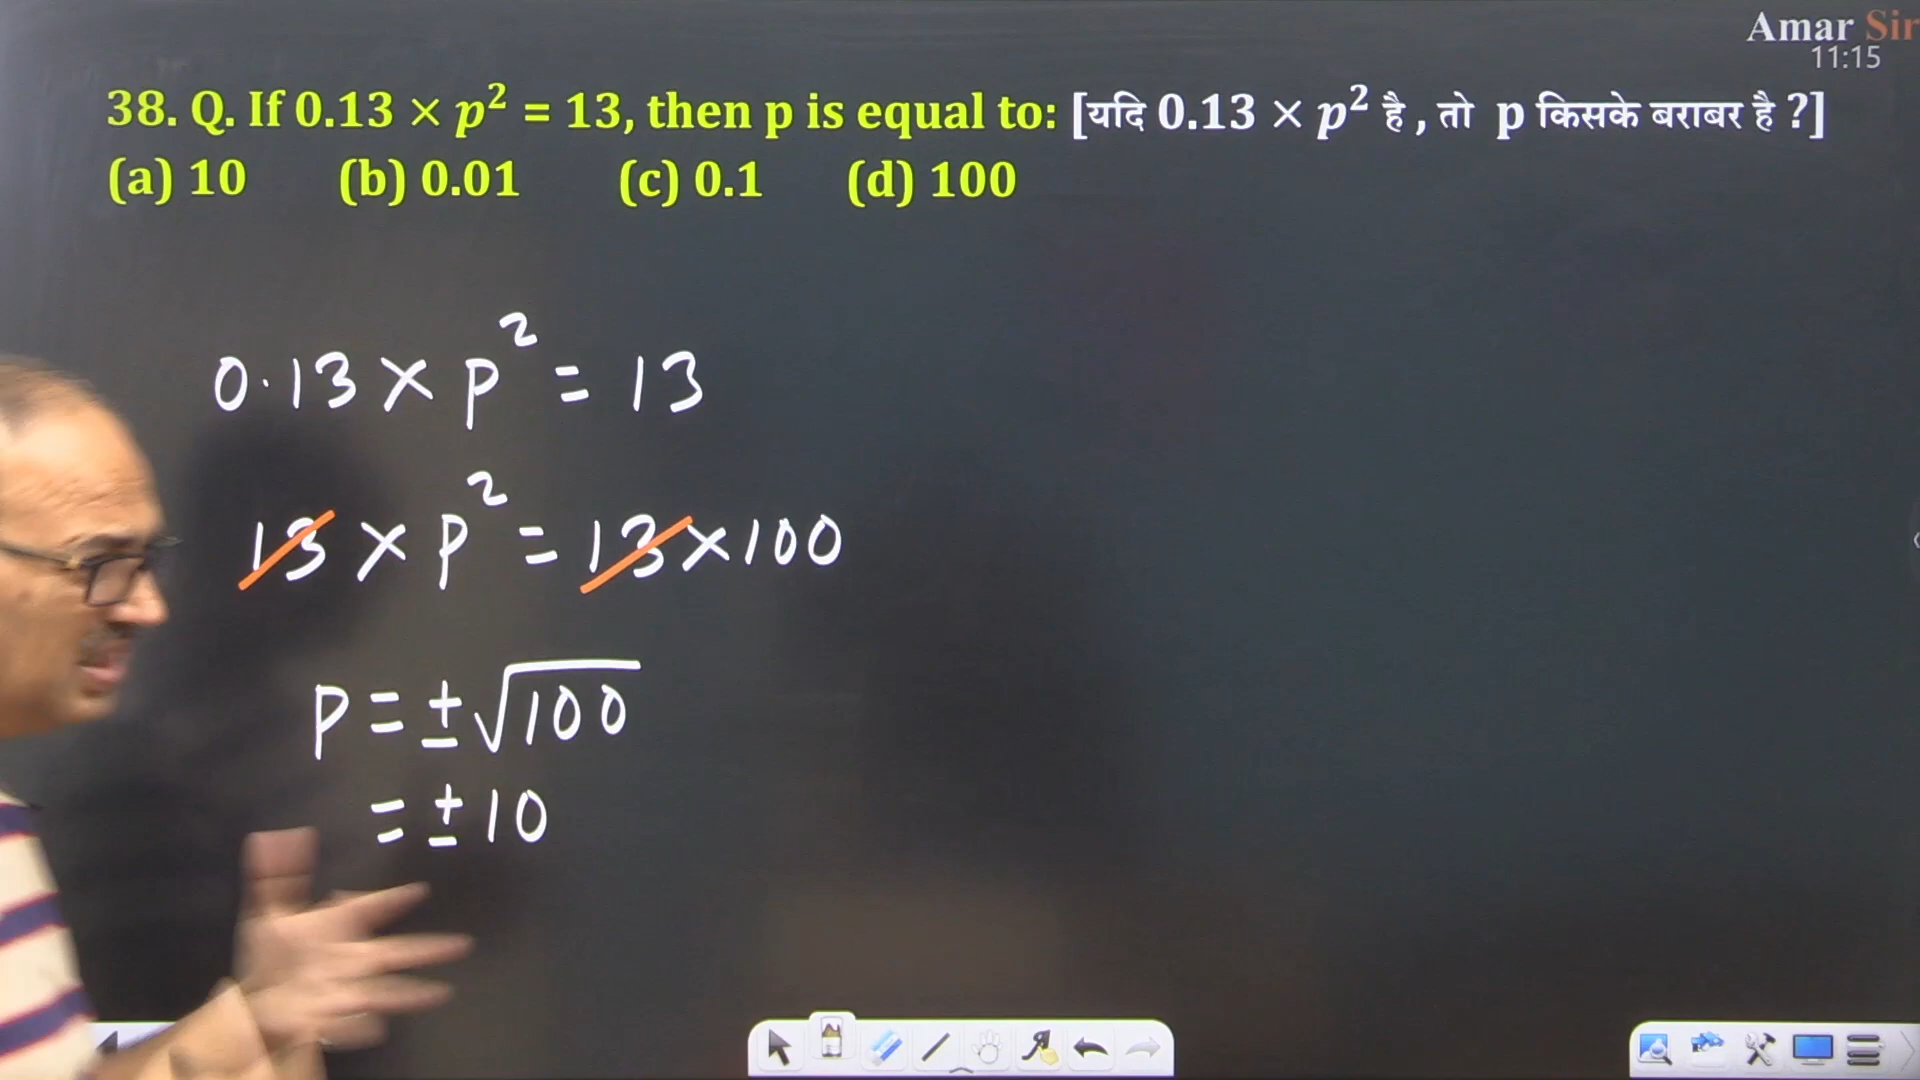 Amar Sir
11:15
38. Q. If 0.13 × p² = 13, then p is equal to: [यदि 0.13 × p² है , तो p किसके बराबर है ?]
(a) 10 (b) 0.01 (c) 0.1 (d) 100
0.13 × p² = 13
13 × p² = 13 × 100
p = ±√100
= ±10